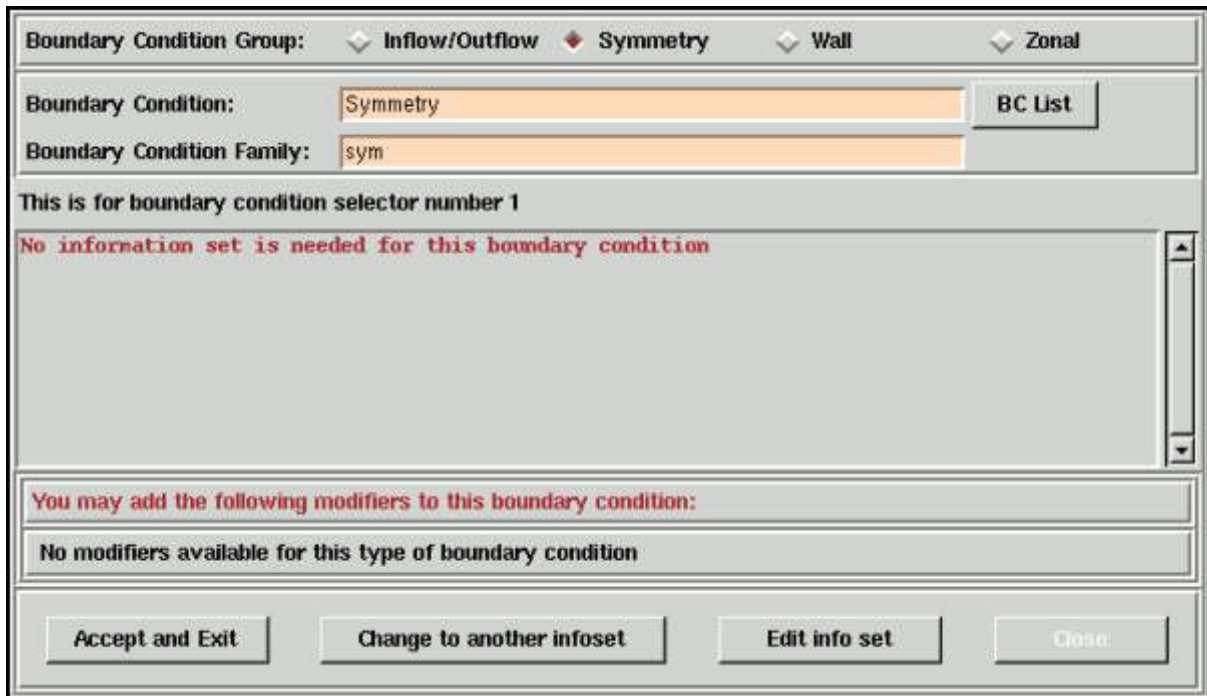 Boundary Condition Group: Inflow/Outflow Symmetry Wall Zonal
Boundary Condition: Symmetry BC List
Boundary Condition Family: sym
This is for boundary condition selector number 1
No information set is needed for this boundary condition
You may add the following modifiers to this boundary condition:
No modifiers available for this type of boundary condition
Accept and Exit Change to another infoset Edit info set Close